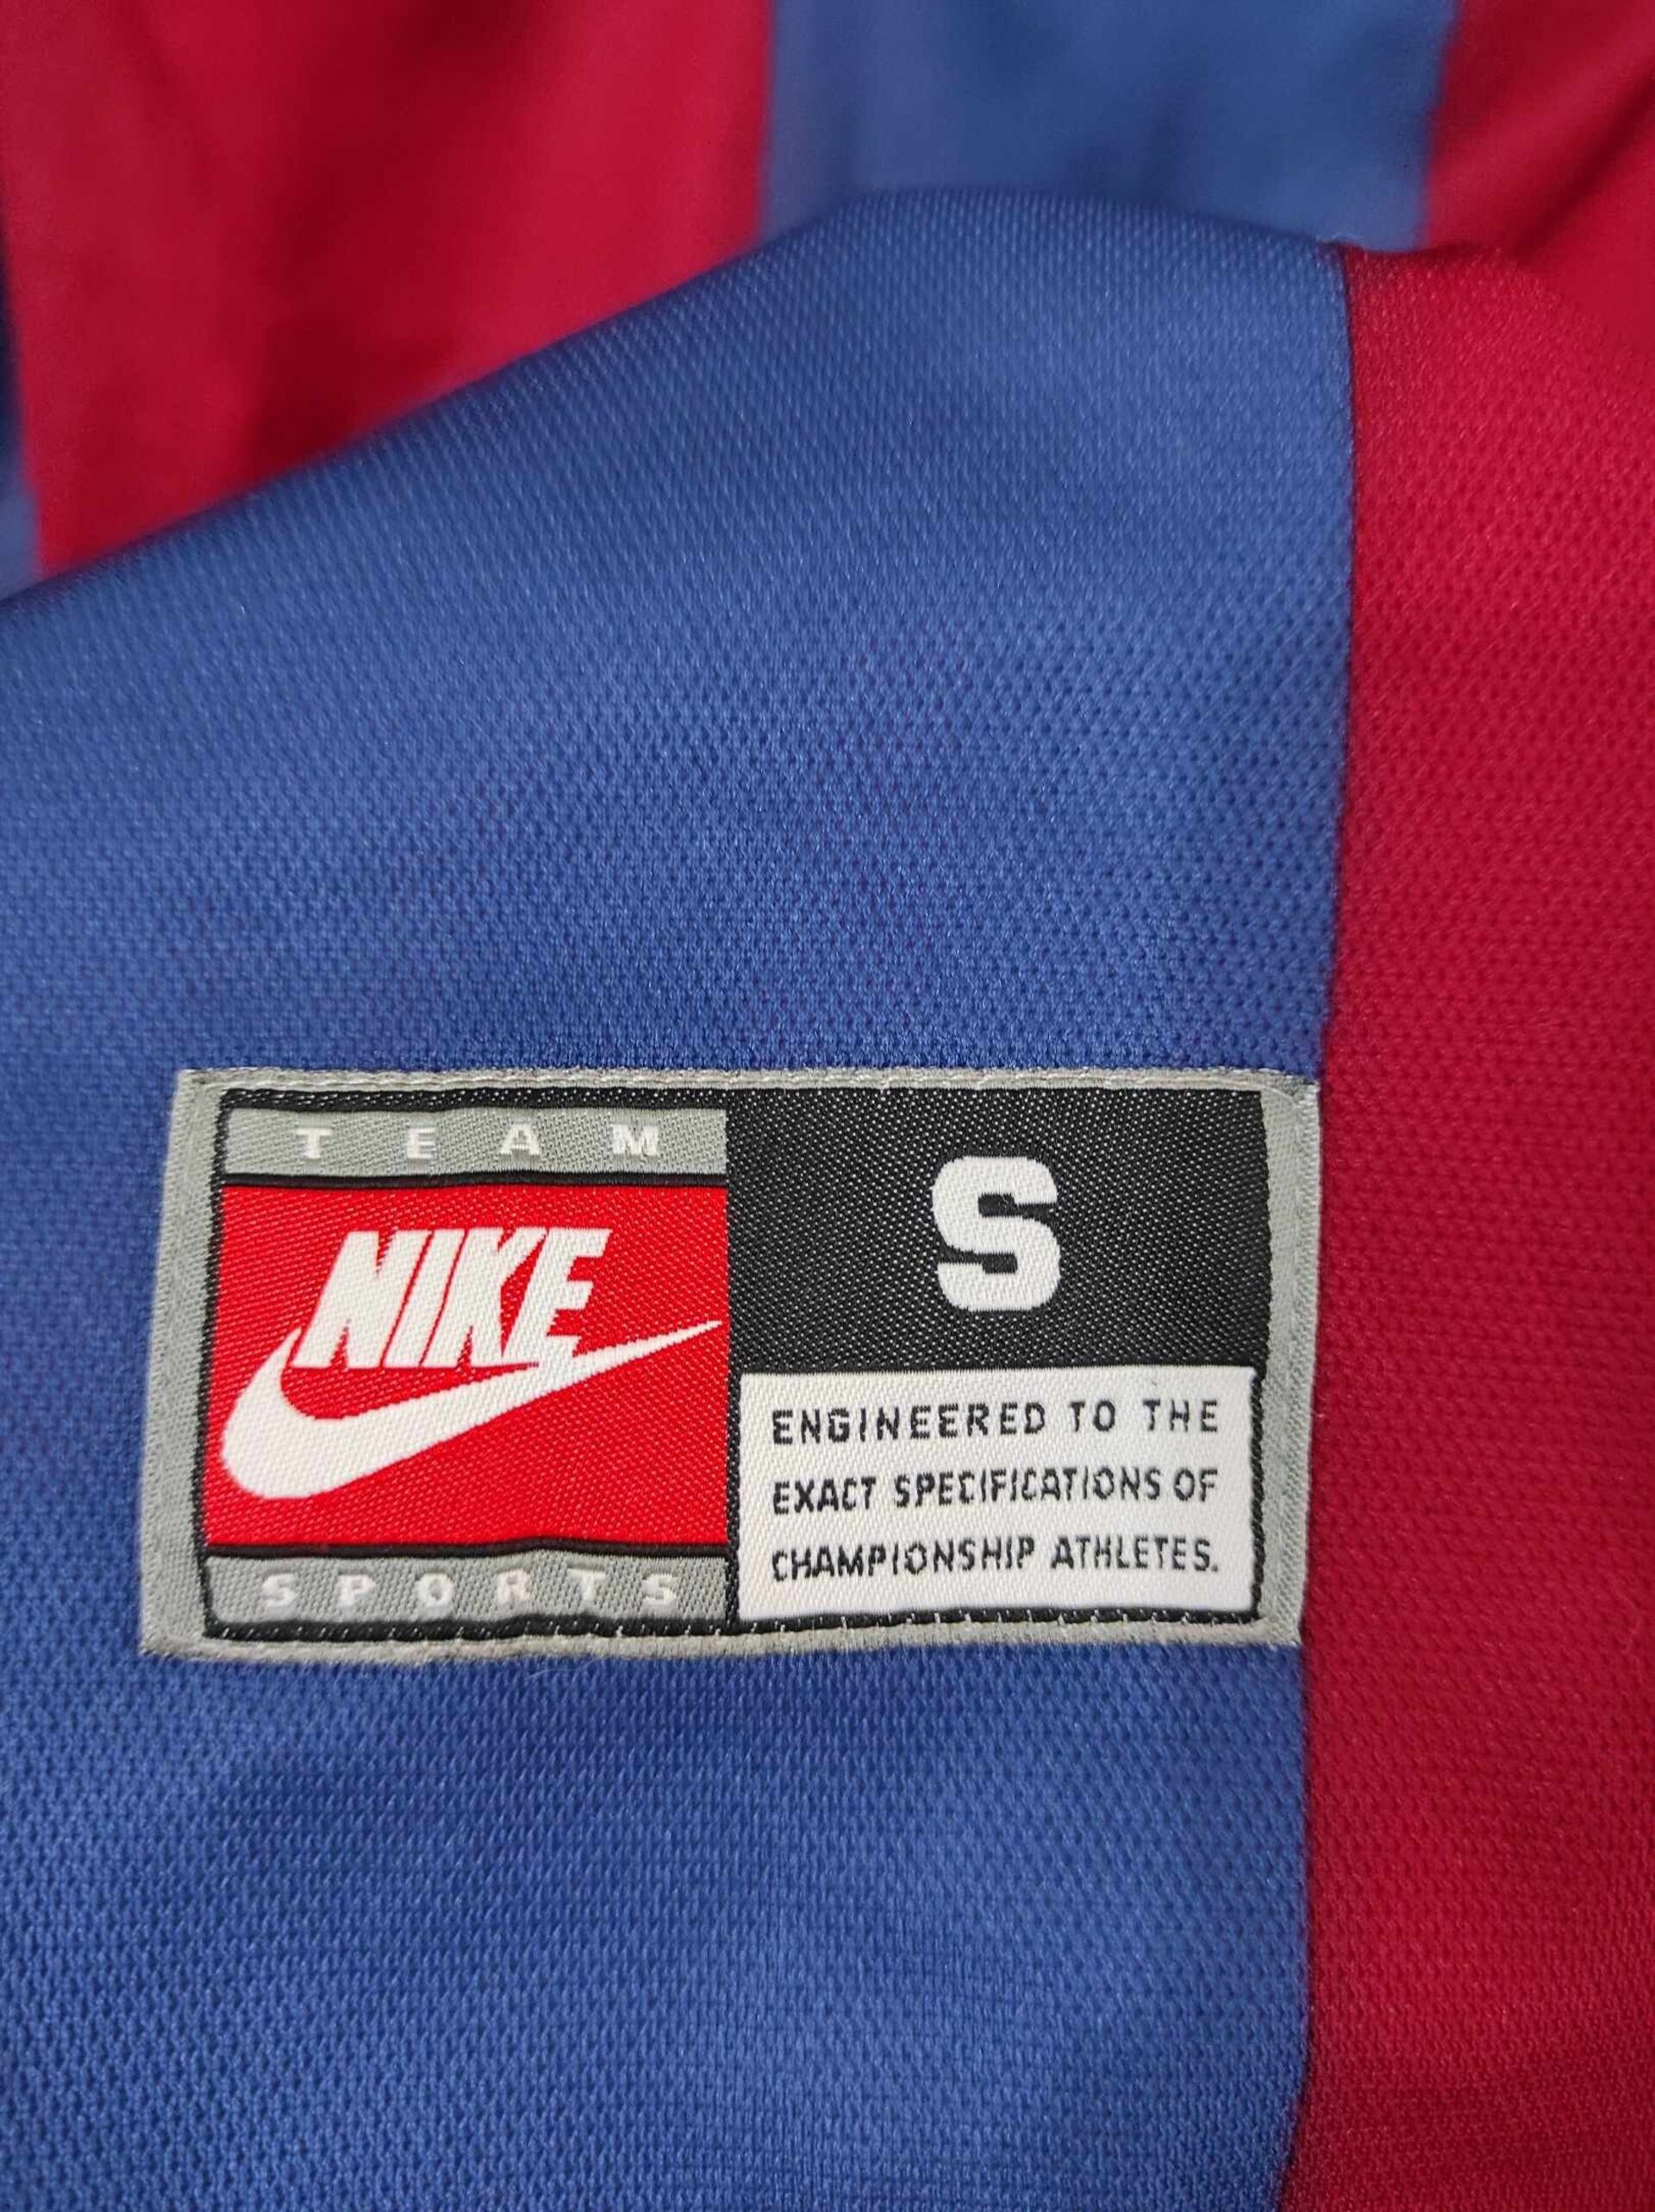 TEAM
NIKE
SPORTS
S
ENGINEERED TO THE
EXACT SPECIFICATIONS OF
CHAMPIONSHIP ATHLETES.